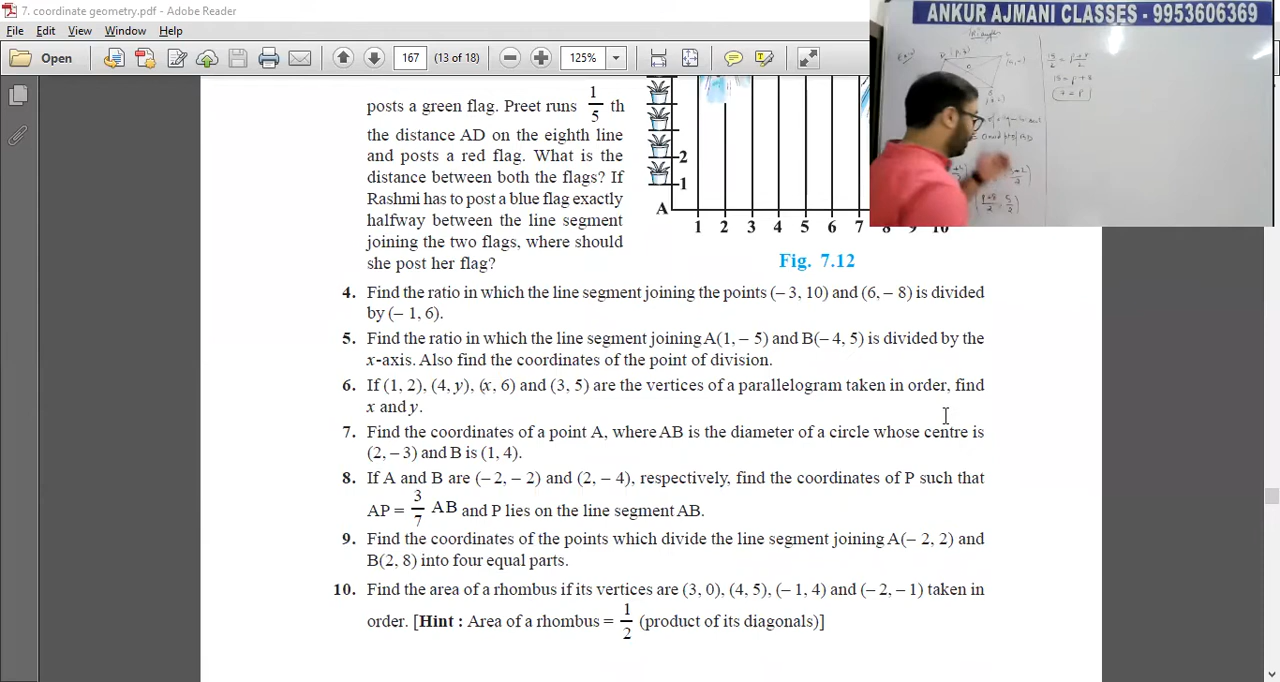 7. coordinate geometry.pdf - Adobe Reader
File Edit View Window Help
Open 167 (13 of 18) 125%
ANKUR AJMANI CLASSES - 9953606369
posts a green flag. Preet runs 1/5 th
the distance AD on the eighth line
and posts a red flag. What is the
distance between both the flags? If
Rashmi has to post a blue flag exactly
halfway between the line segment
joining the two flags, where should
she post her flag?
2
1
A
1 2 3 4 5 6 7 8 9 10
Fig. 7.12
15/2 = p+8/2
15 = p+8
7 = p
4. Find the ratio in which the line segment joining the points (– 3, 10) and (6, – 8) is divided
by (– 1, 6).
5. Find the ratio in which the line segment joining A(1, – 5) and B(– 4, 5) is divided by the
x-axis. Also find the coordinates of the point of division.
6. If (1, 2), (4, y), (x, 6) and (3, 5) are the vertices of a parallelogram taken in order, find
x and y.
7. Find the coordinates of a point A, where AB is the diameter of a circle whose centre is
(2, – 3) and B is (1, 4).
8. If A and B are (– 2, – 2) and (2, – 4), respectively, find the coordinates of P such that
AP = 3/7 AB and P lies on the line segment AB.
9. Find the coordinates of the points which divide the line segment joining A(– 2, 2) and
B(2, 8) into four equal parts.
10. Find the area of a rhombus if its vertices are (3, 0), (4, 5), (– 1, 4) and (– 2, – 1) taken in
order. [Hint : Area of a rhombus = 1/2 (product of its diagonals)]